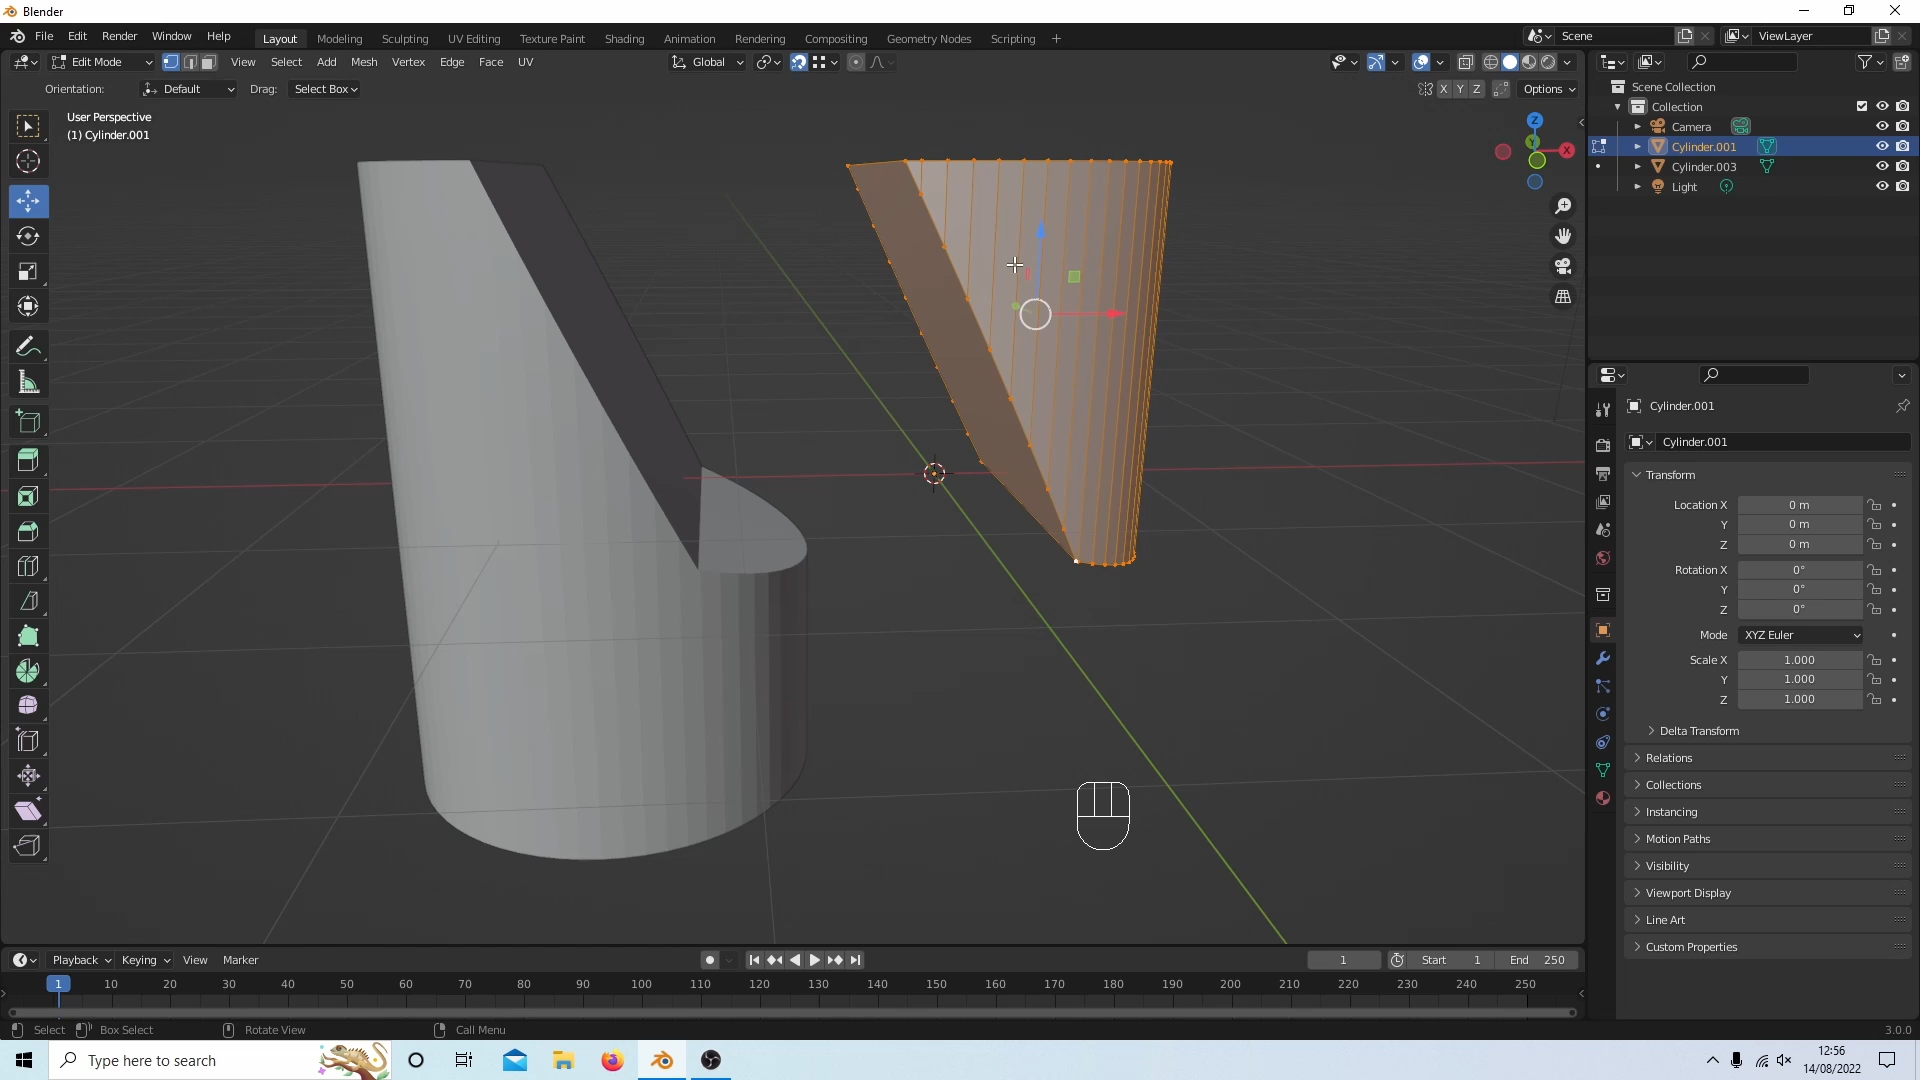 Blender
File Edit Render Window Help
Layout Modeling Sculpting UV Editing Texture Paint Shading Animation Rendering Compositing Geometry Nodes Scripting +
Scene
ViewLayer
Edit Mode View Select Add Mesh Vertex Edge Face UV
Global
Orientation: Default Drag: Select Box
X Y Z Options
User Perspective
(1) Cylinder.001
Z
X
Y
Scene Collection
Collection
Camera
Cylinder.001
Cylinder.003
Light
Cylinder.001
Cylinder.001
Transform
Location X 0 m
Y 0 m
Z 0 m
Rotation X 0°
Y 0°
Z 0°
Mode XYZ Euler
Scale X 1.000
Y 1.000
Z 1.000
Delta Transform
Relations
Collections
Instancing
Motion Paths
Visibility
Viewport Display
Line Art
Custom Properties
Playback Keying View Marker
1 Start 1 End 250
1 10 20 30 40 50 60 70 80 90 100 110 120 130 140 150 160 170 180 190 200 210 220 230 240 250
Select Box Select Rotate View Call Menu
3.0.0
Type here to search
12:56
14/08/2022